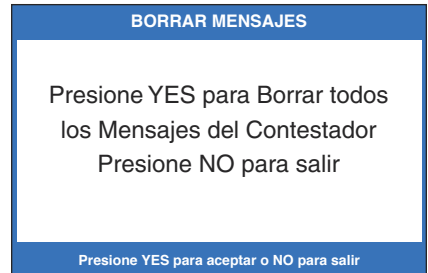 BORRAR MENSAJES
Presione YES para Borrar todos
los Mensajes del Contestador
Presione NO para salir
Presione YES para aceptar o NO para salir